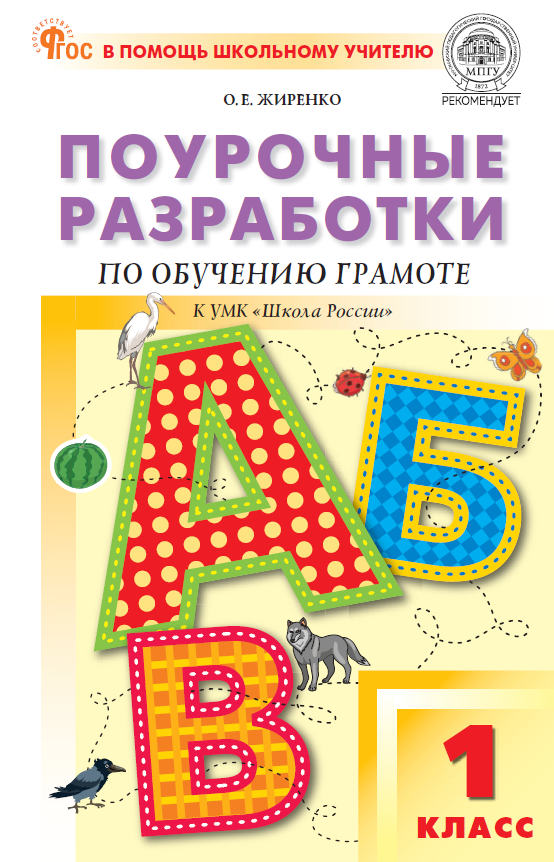 СООТВЕТСТВУЕТ
ФГОС
В ПОМОЩЬ ШКОЛЬНОМУ УЧИТЕЛЮ
МПГУ
1872
РЕКОМЕНДУЕТ
О. Е. ЖИРЕНКО
ПОУРОЧНЫЕ
РАЗРАБОТКИ
ПО ОБУЧЕНИЮ ГРАМОТЕ
К УМК «Школа России»
А
Б
В
1
КЛАСС